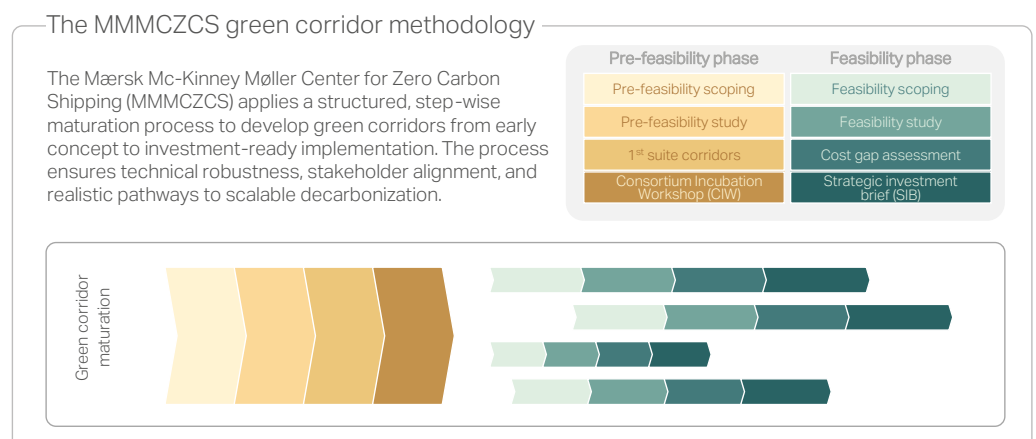 The MMMCZCS green corridor methodology
The Mærsk Mc-Kinney Møller Center for Zero Carbon
Shipping (MMMCZCS) applies a structured, step-wise
maturation process to develop green corridors from early
concept to investment-ready implementation. The process
ensures technical robustness, stakeholder alignment, and
realistic pathways to scalable decarbonization.
Pre-feasibility phase
Feasibility phase
Pre-feasibility scoping
Feasibility scoping
Pre-feasibility study
Feasibility study
1st suite corridors
Cost gap assessment
Consortium Incubation
Workshop (CIW)
Strategic investment
brief (SIB)
Green corridor
maturation